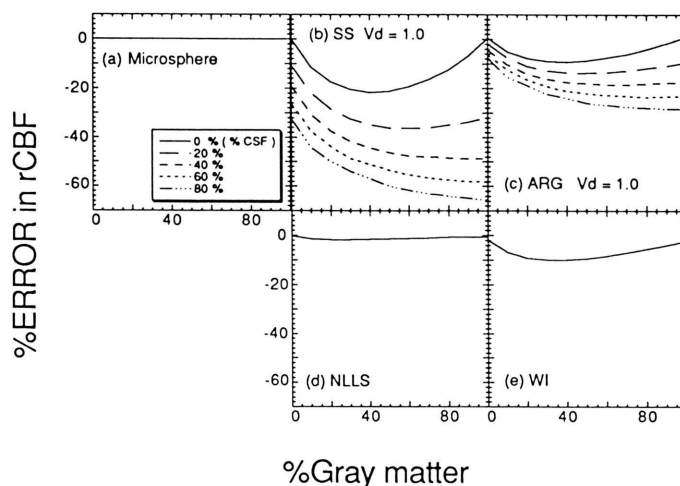 %ERROR in rCBF
0
-20
-40
-60
(a) Microsphere
0 % ( % CSF)
20 %
40 %
60 %
80 %
0 40 80
(b) SS Vd = 1.0
(c) ARG Vd = 1.0
0
-20
-40
-60
(d) NLLS
(e) WI
0 40 80
0 40 80
%Gray matter